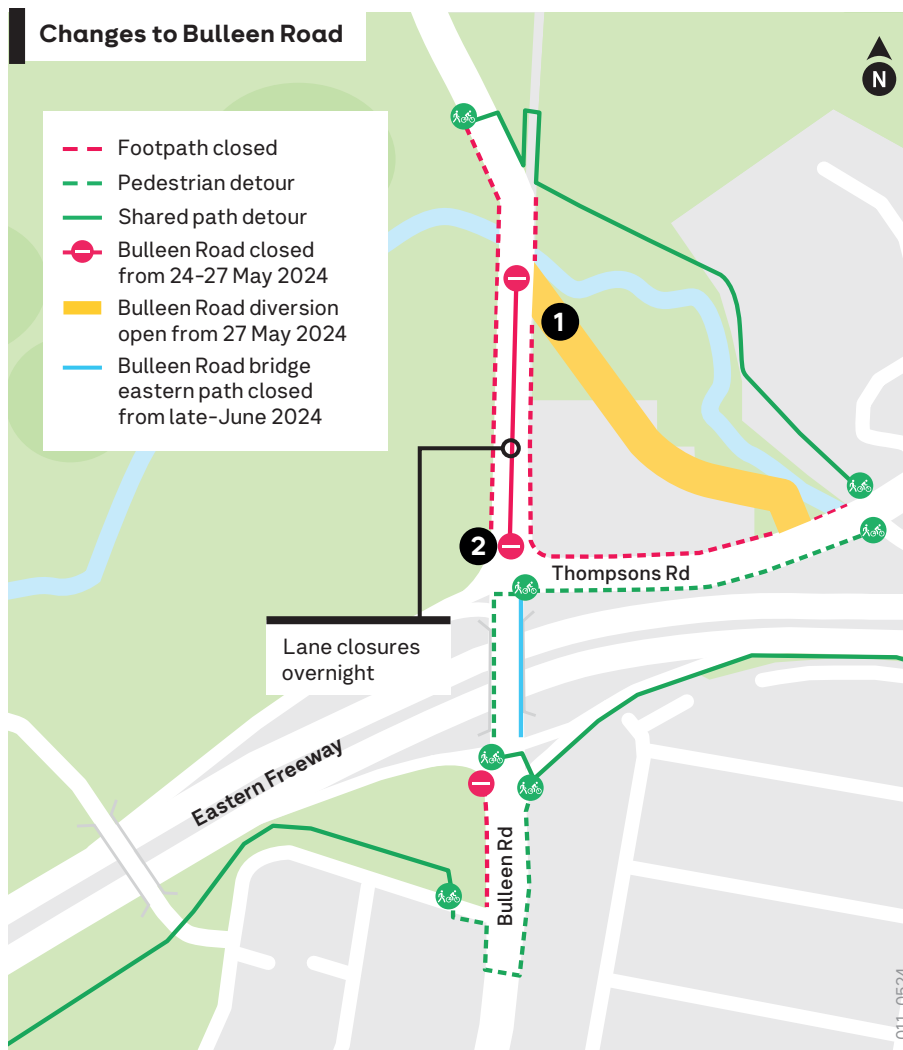 Changes to Bulleen Road
N
Footpath closed
Pedestrian detour
Shared path detour
Bulleen Road closed
from 24-27 May 2024
Bulleen Road diversion
open from 27 May 2024
Bulleen Road bridge
eastern path closed
from late-June 2024
1
2
Thompsons Rd
Lane closures
overnight
Eastern Freeway
Bulleen Rd
011_0524